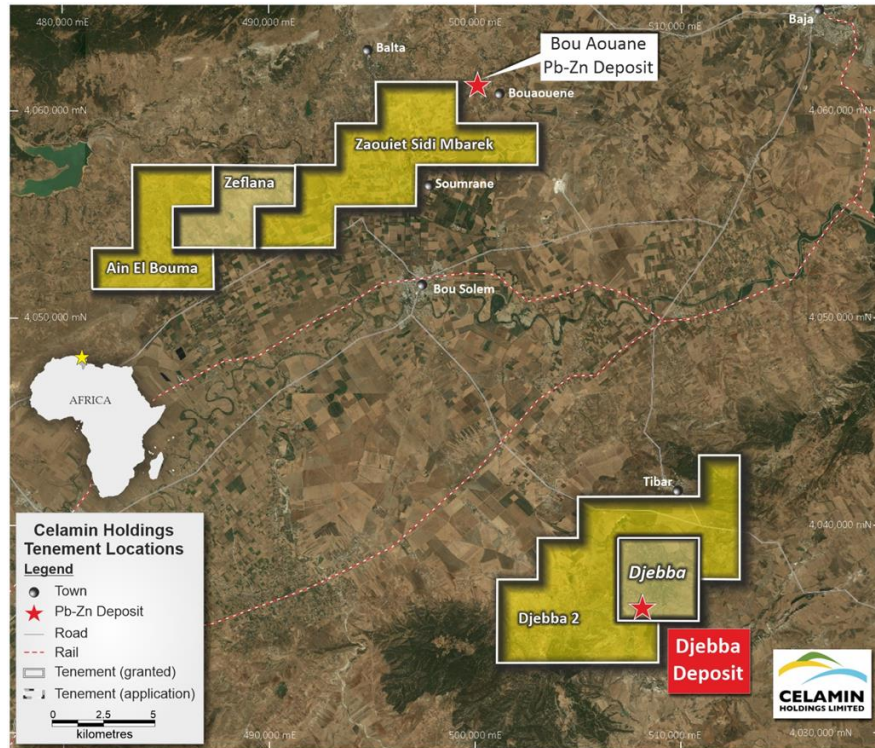 480,000 mE
490,000 mE
500,000 mE
510,000 mE
Baja
Balta
Bou Aouane
Pb-Zn Deposit
Bouaouene
4,060,000 mN
4,060,000 mN
Zaouiet Sidi Mbarek
Zeflana
Soumrane
Ain El Bouma
Bou Solem
4,050,000 mN
4,050,000 mN
AFRICA
Tibar
4,040,000 mN
Djebba
Djebba 2
Djebba
Deposit
Celamin Holdings
Tenement Locations
Legend
Town
Pb-Zn Deposit
Road
Rail
Tenement (granted)
Tenement (application)
0 2.5 5
kilometres
CELAMIN
HOLDINGS LIMITED
490,000 mE
500,000 mE
510,000 mE
4,030,000 mN